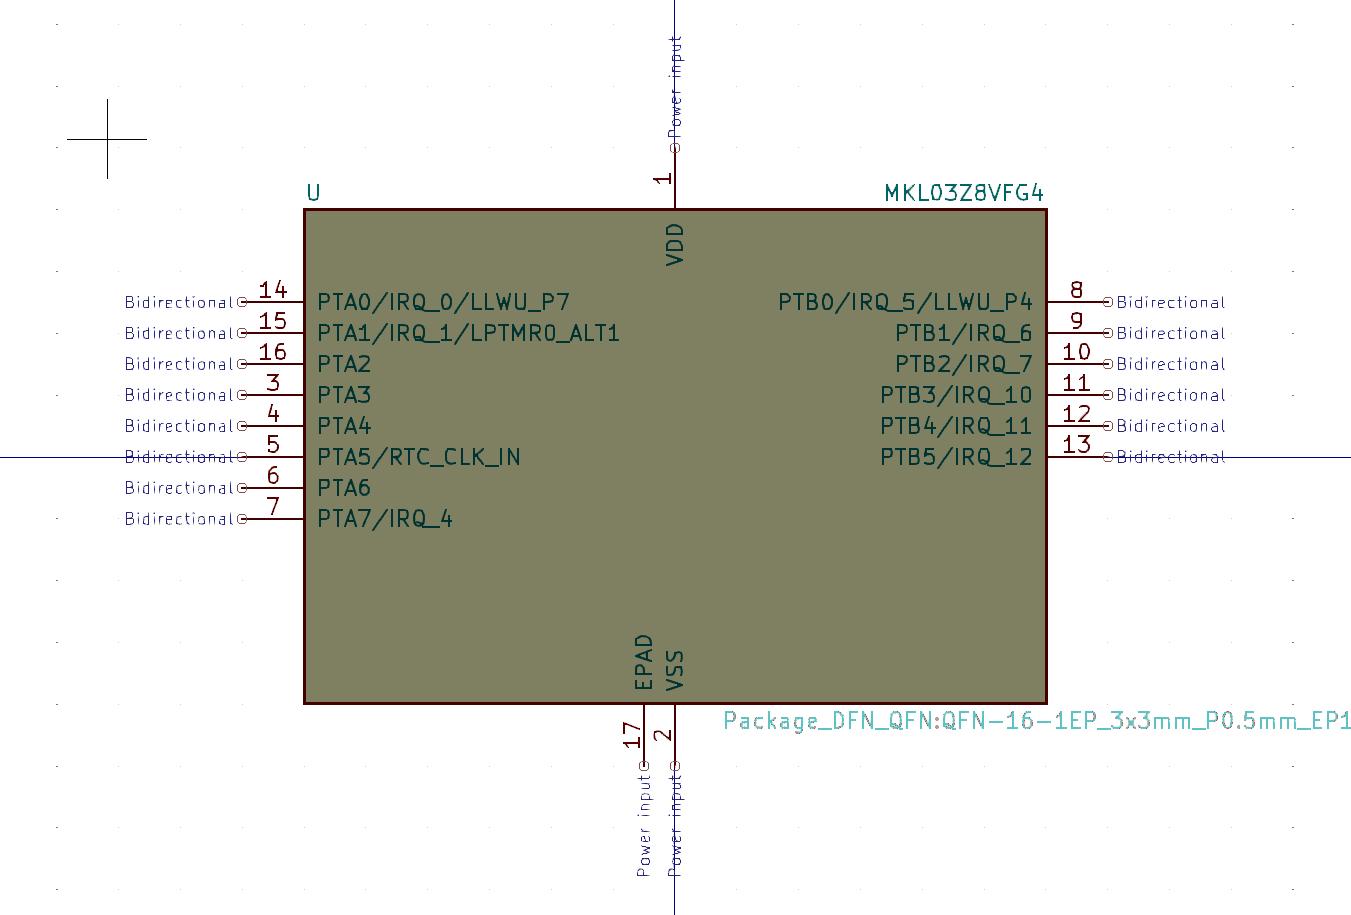 Power input
1
U
MKL03Z8VFG4
VDD
Bidirectional 14 PTA0/IRQ_0/LLWU_P7 PTB0/IRQ_5/LLWU_P4 8 Bidirectional
Bidirectional 15 PTA1/IRQ_1/LPTMR0_ALT1 PTB1/IRQ_6 9 Bidirectional
Bidirectional 16 PTA2 PTB2/IRQ_7 10 Bidirectional
Bidirectional 3 PTA3 PTB3/IRQ_10 11 Bidirectional
Bidirectional 4 PTA4 PTB4/IRQ_11 12 Bidirectional
Bidirectional 5 PTA5/RTC_CLK_IN PTB5/IRQ_12 13 Bidirectional
Bidirectional 6 PTA6
Bidirectional 7 PTA7/IRQ_4
EPAD
VSS
Package_DFN_QFN:QFN-16-1EP_3x3mm_P0.5mm_EP1
17
2
Power input
Power input